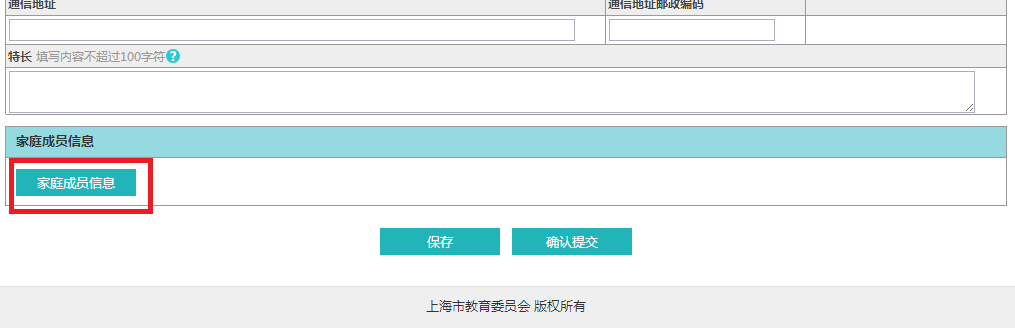 通信地址 通信地址邮政编码
特长 填写内容不超过100字符?
家庭成员信息
家庭成员信息
保存 确认提交
上海市教育委员会 版权所有